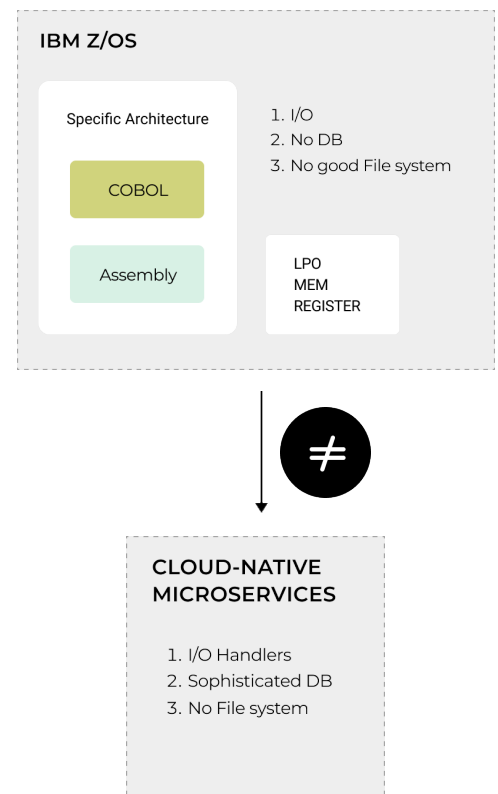 IBM Z/OS
Specific Architecture
COBOL
Assembly
1. I/O
2. No DB
3. No good File system
LPO
MEM
REGISTER
≠
CLOUD-NATIVE
MICROSERVICES
1. I/O Handlers
2. Sophisticated DB
3. No File system